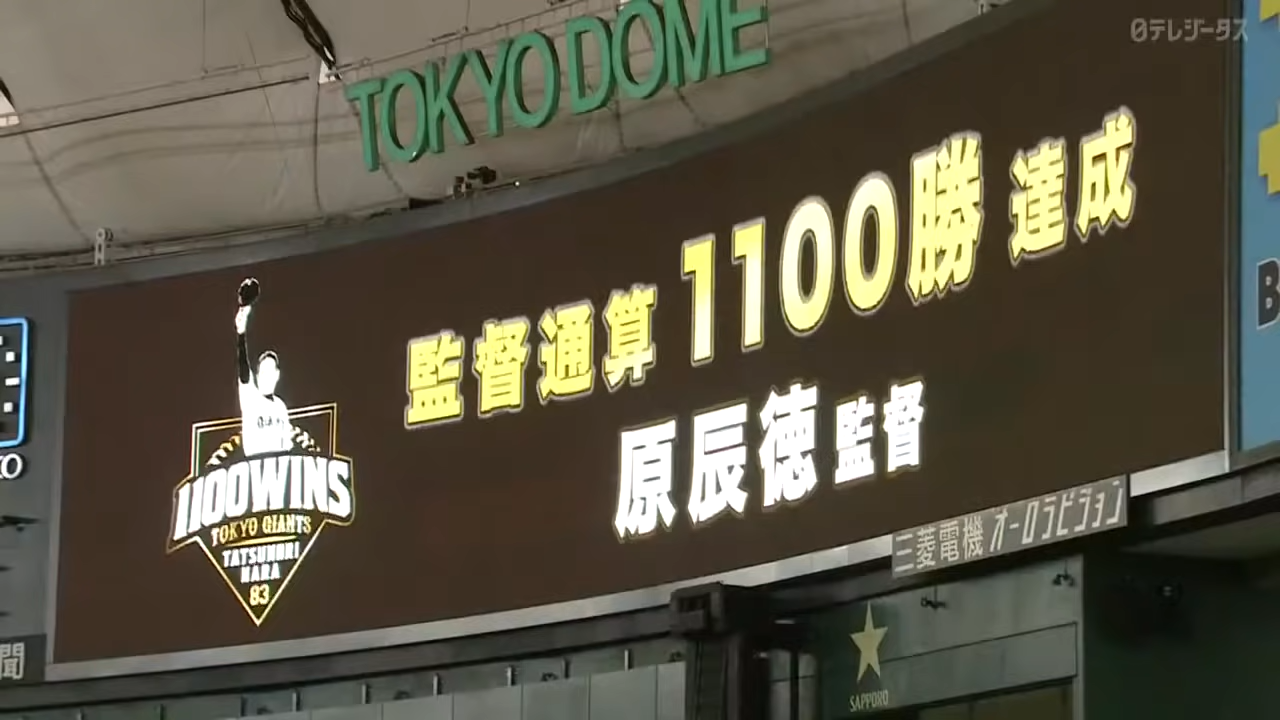 日テレジータス
TOKYO DOME
監督通算1100勝達成
原辰徳監督
1100WINS
TOKYO GIANTS
TATSUNORI
HARA
83
三菱電機 オーロラビジョン
SAPPORO
聞